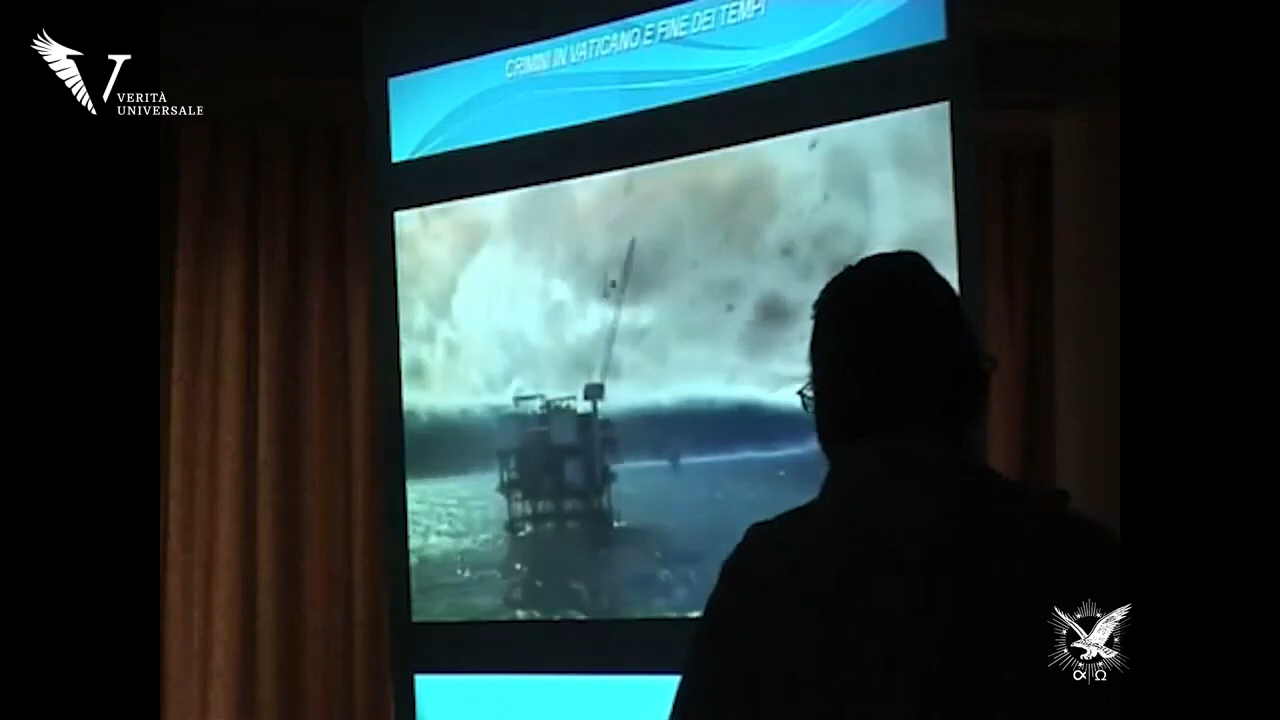 CRIMINI IN VATICANO E FINE DEI TEMPI
V
VERITÀ
UNIVERSALE
α Ω